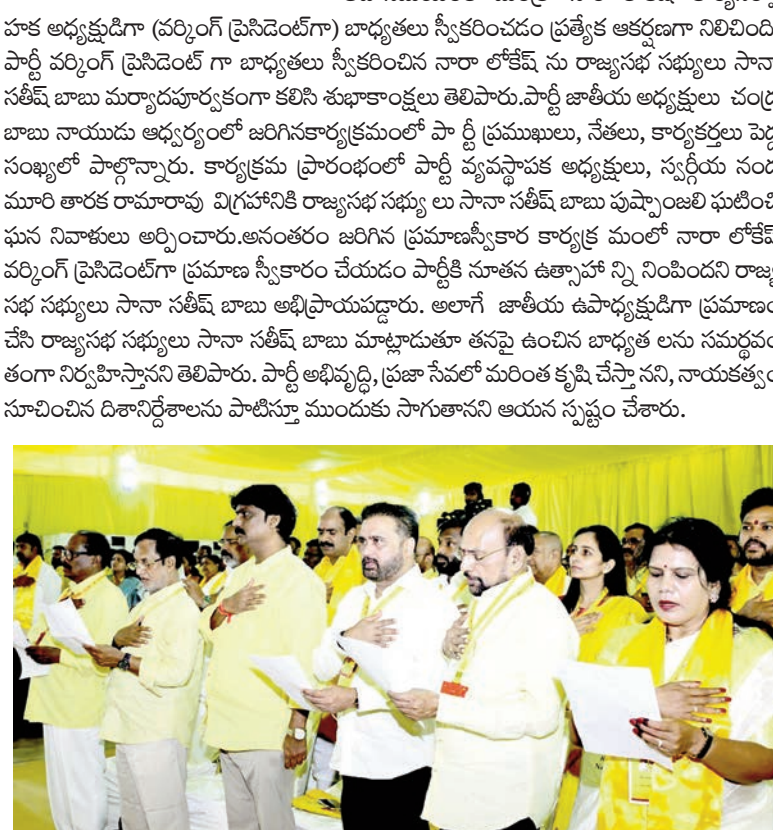 హక అధ్యక్షుడిగా (వర్కింగ్ ప్రెసిడెంట్‌గా) బాధ్యతలు స్వీకరించడం ప్రత్యేక ఆకర్షణగా నిలిచింది.
పార్టీ వర్కింగ్ ప్రెసిడెంట్ గా బాధ్యతలు స్వీకరించిన నారా లోకేష్ ను రాజ్యసభ సభ్యులు సానా
సతీష్ బాబు మర్యాదపూర్వకంగా కలిసి శుభాకాంక్షలు తెలిపారు.పార్టీ జాతీయ అధ్యక్షులు చంద్ర
బాబు నాయుడు ఆధ్వర్యంలో జరిగినకార్యక్రమంలో పా ర్టీ ప్రముఖులు, నేతలు, కార్యకర్తలు పెద్ద
సంఖ్యలో పాల్గొన్నారు. కార్యక్రమ ప్రారంభంలో పార్టీ వ్యవస్థాపక అధ్యక్షులు, స్వర్గీయ నంద
మూరి తారక రామారావు విగ్రహానికి రాజ్యసభ సభ్యు లు సానా సతీష్ బాబు పుష్పాంజలి ఘటించి
ఘన నివాళులు అర్పించారు.అనంతరం జరిగిన ప్రమాణస్వీకార కార్యక్ర మంలో నారా లోకేష్
వర్కింగ్ ప్రెసిడెంట్‌గా ప్రమాణ స్వీకారం చేయడం పార్టీకి నూతన ఉత్సాహా న్ని నింపిందని రాజ్య
సభ సభ్యులు సానా సతీష్ బాబు అభిప్రాయపడ్డారు. అలాగే జాతీయ ఉపాధ్యక్షుడిగా ప్రమాణం
చేసి రాజ్యసభ సభ్యులు సానా సతీష్ బాబు మాట్లాడుతూ తనపై ఉంచిన బాధ్యత లను సమర్థవం
తంగా నిర్వహిస్తానని తెలిపారు. పార్టీ అభివృద్ధి, ప్రజా సేవలో మరింత కృషి చేస్తా నని, నాయకత్వం
సూచించిన దిశానిర్దేశాలను పాటిస్తూ ముందుకు సాగుతానని ఆయన స్పష్టం చేశారు.